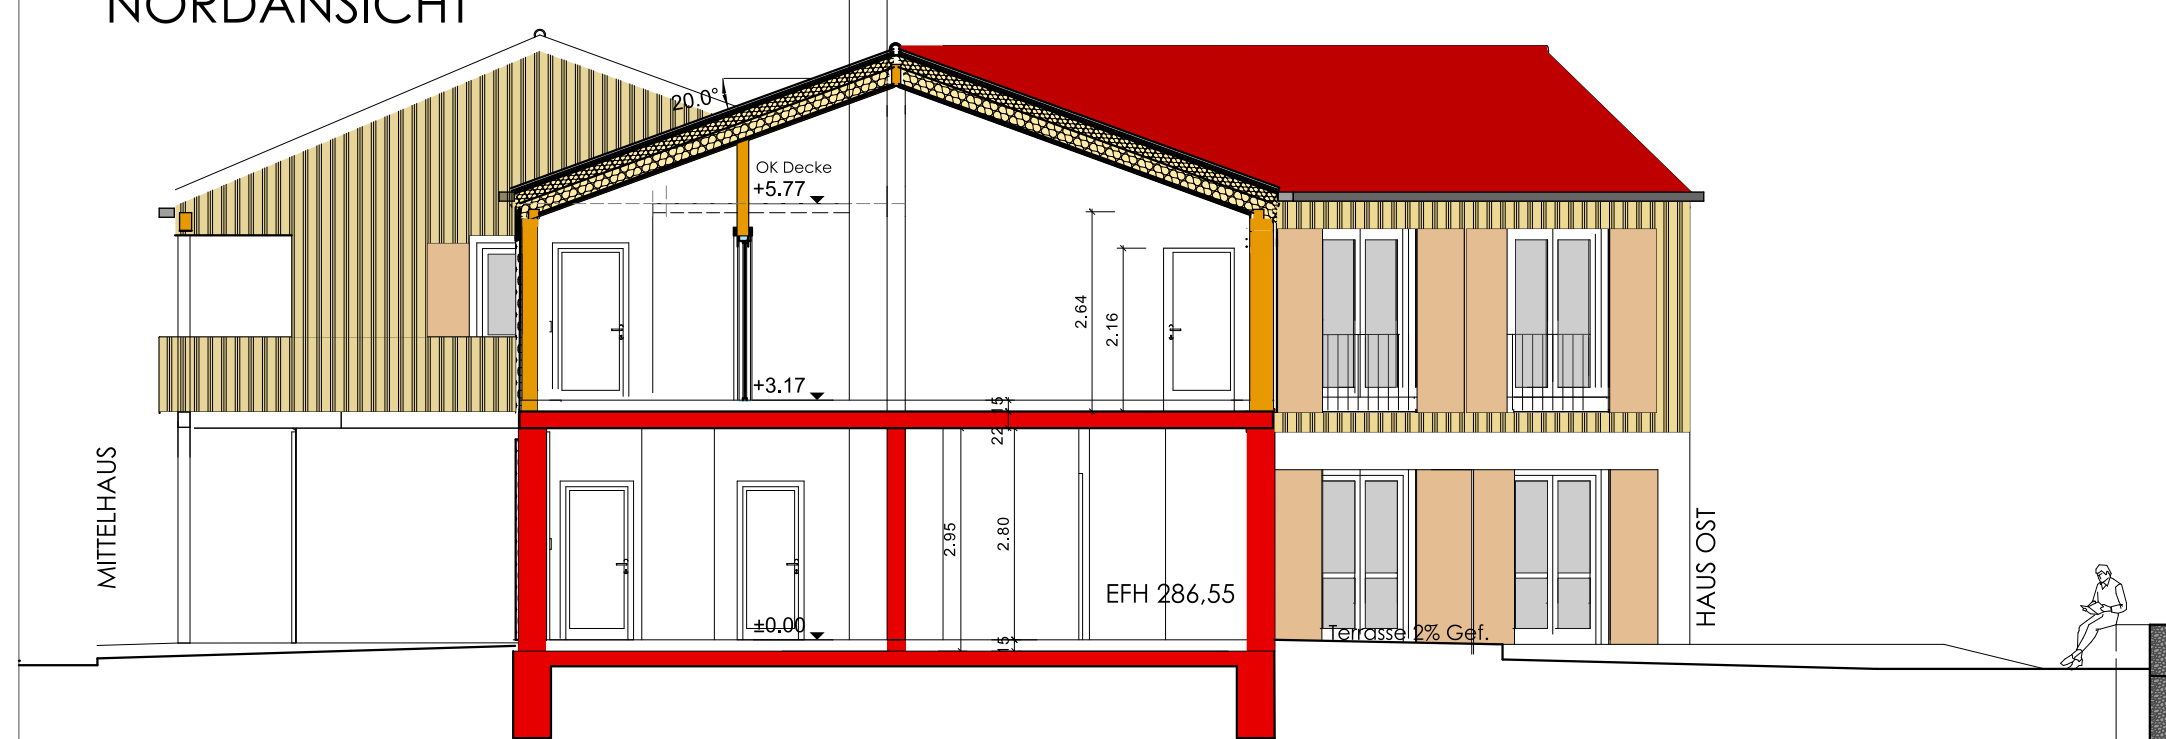 NORDANSICHT
20.0°
OK Decke
+5.77
2.64
2.16
+3.17
15
22
MITTELHAUS
2.95
2.80
EFH 286,55
HAUS OST
±0.00
15
Terrasse 2% Gef.